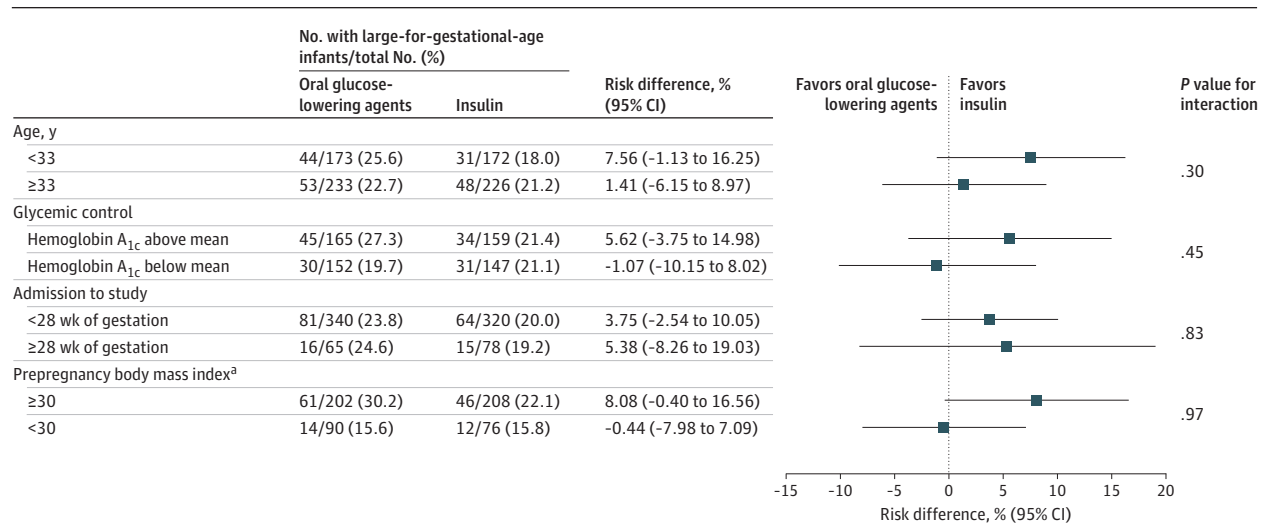 No. with large-for-gestational-age
infants/total No. (%)
Oral glucose-
lowering agents
Insulin
Risk difference, %
(95% CI)
Favors oral glucose-
lowering agents
Favors
insulin
P value for
interaction
Age, y
<33 44/173 (25.6) 31/172 (18.0) 7.56 (-1.13 to 16.25)
.30
≥33 53/233 (22.7) 48/226 (21.2) 1.41 (-6.15 to 8.97)
Glycemic control
Hemoglobin A1c above mean 45/165 (27.3) 34/159 (21.4) 5.62 (-3.75 to 14.98)
.45
Hemoglobin A1c below mean 30/152 (19.7) 31/147 (21.1) -1.07 (-10.15 to 8.02)
Admission to study
<28 wk of gestation 81/340 (23.8) 64/320 (20.0) 3.75 (-2.54 to 10.05)
.83
≥28 wk of gestation 16/65 (24.6) 15/78 (19.2) 5.38 (-8.26 to 19.03)
Prepregnancy body mass indexa
≥30 61/202 (30.2) 46/208 (22.1) 8.08 (-0.40 to 16.56)
.97
<30 14/90 (15.6) 12/76 (15.8) -0.44 (-7.98 to 7.09)
-15 -10 -5 0 5 10 15 20
Risk difference, % (95% CI)